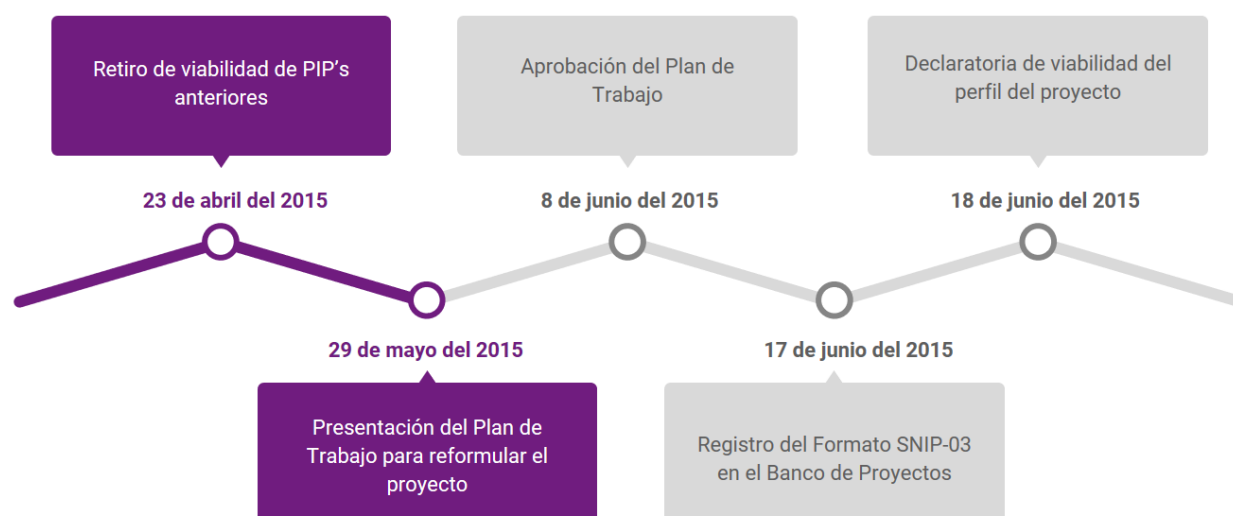 Retiro de viabilidad de PIP's
anteriores
23 de abril del 2015
29 de mayo del 2015
Presentación del Plan de
Trabajo para reformular el
proyecto
Aprobación del Plan de
Trabajo
8 de junio del 2015
17 de junio del 2015
Registro del Formato SNIP-03
en el Banco de Proyectos
Declaratoria de viabilidad del
perfil del proyecto
18 de junio del 2015